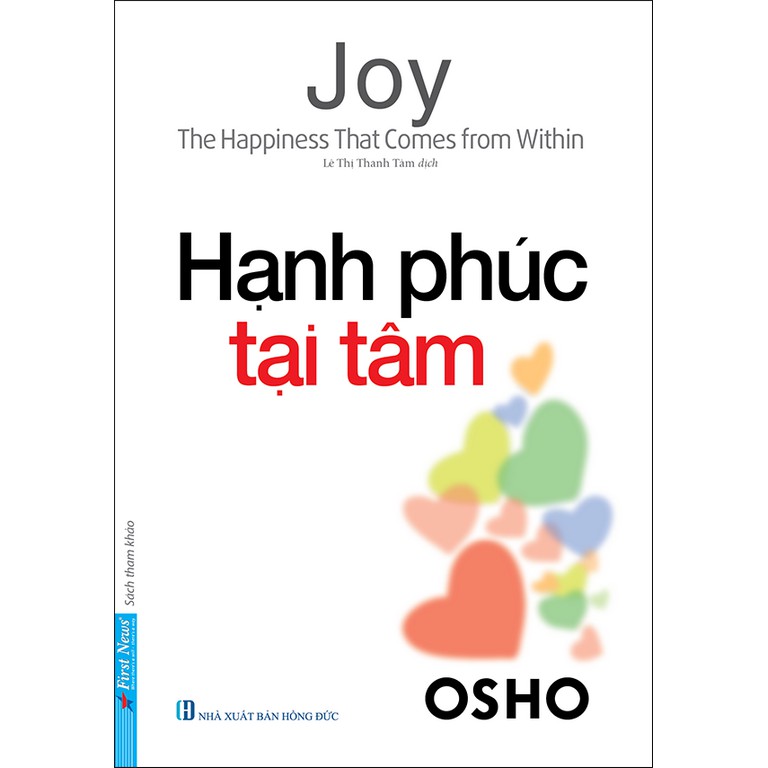 Joy
The Happiness That Comes from Within
Lê Thị Thanh Tâm dịch
Hạnh phúc
tại tâm
Sách tham khảo
First News
NHÀ XUẤT BẢN HỒNG ĐỨC
OSHO